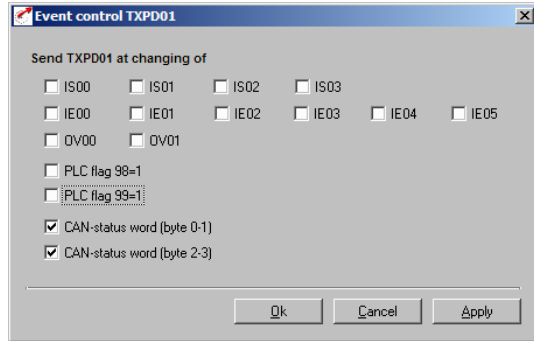 Event control TXPD01
Send TXPD01 at changing of
IS00 IS01 IS02 IS03
IE00 IE01 IE02 IE03 IE04 IE05
OV00 OV01
PLC flag 98=1
PLC flag 99=1
CAN-status word (byte 0-1)
CAN-status word (byte 2-3)
Ok Cancel Apply